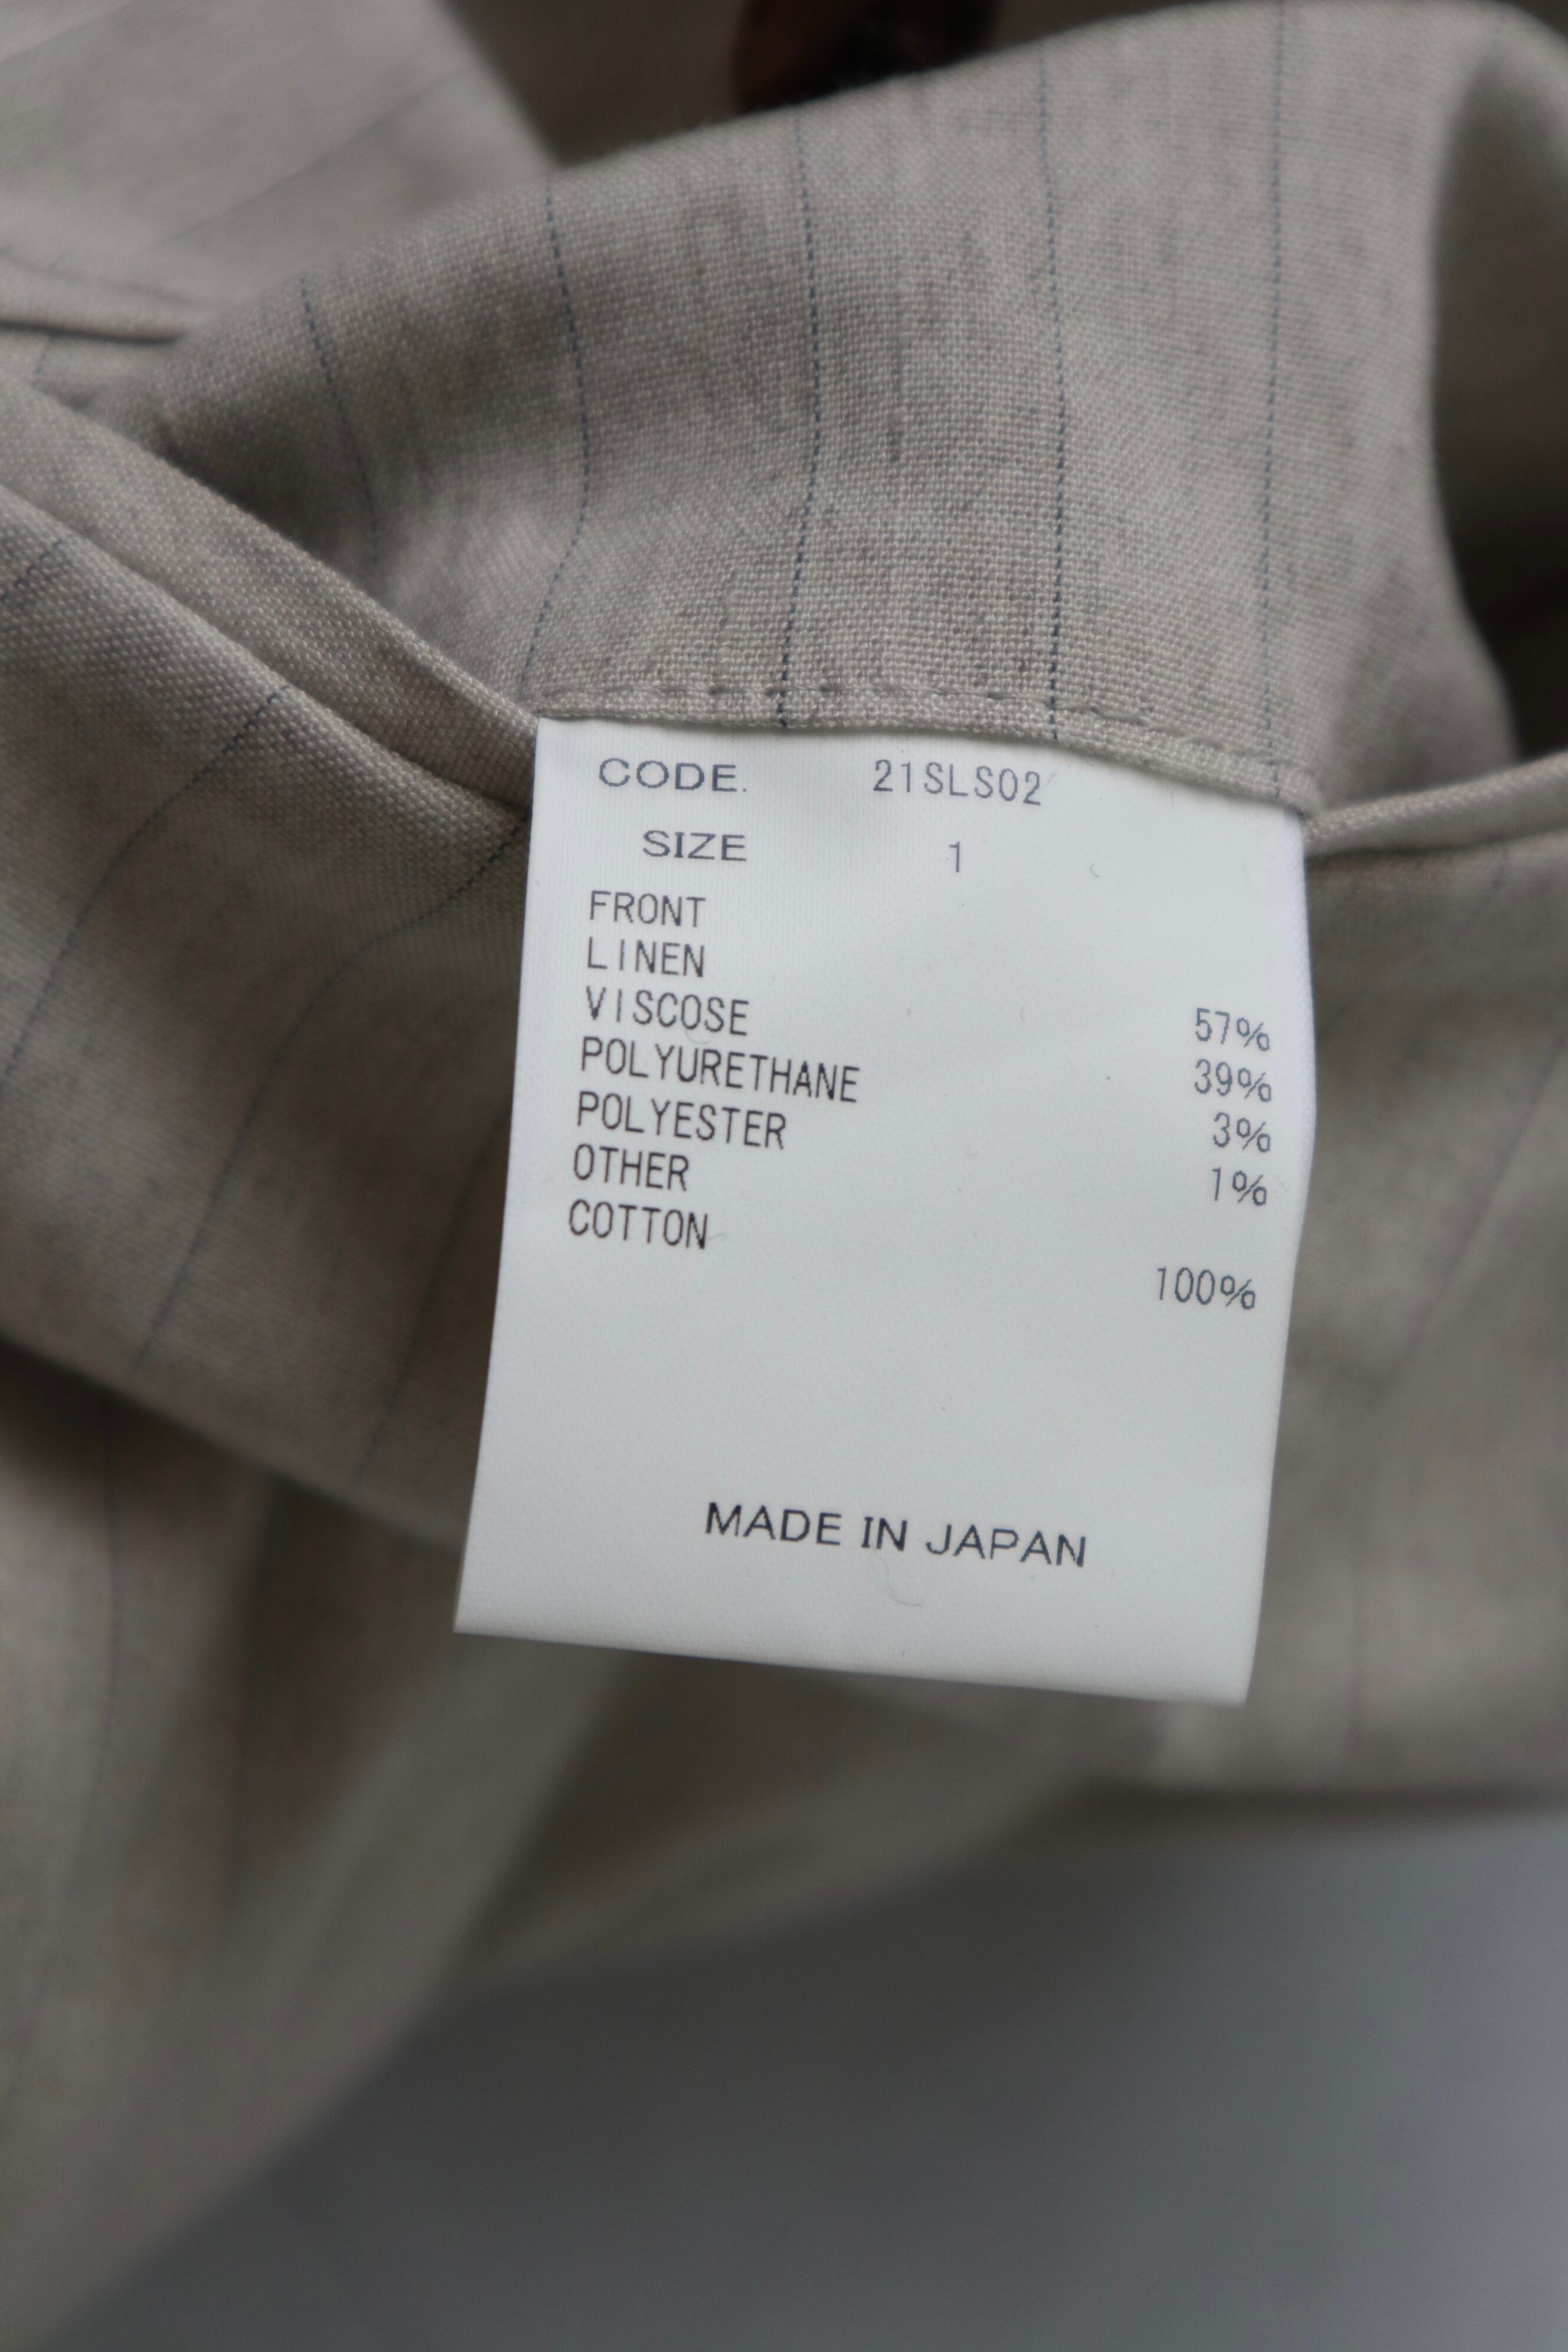 CODE. 21SLS02
SIZE 1
FRONT
LINEN 57%
VISCOSE 39%
POLYURETHANE 3%
POLYESTER 1%
OTHER
COTTON 100%
MADE IN JAPAN